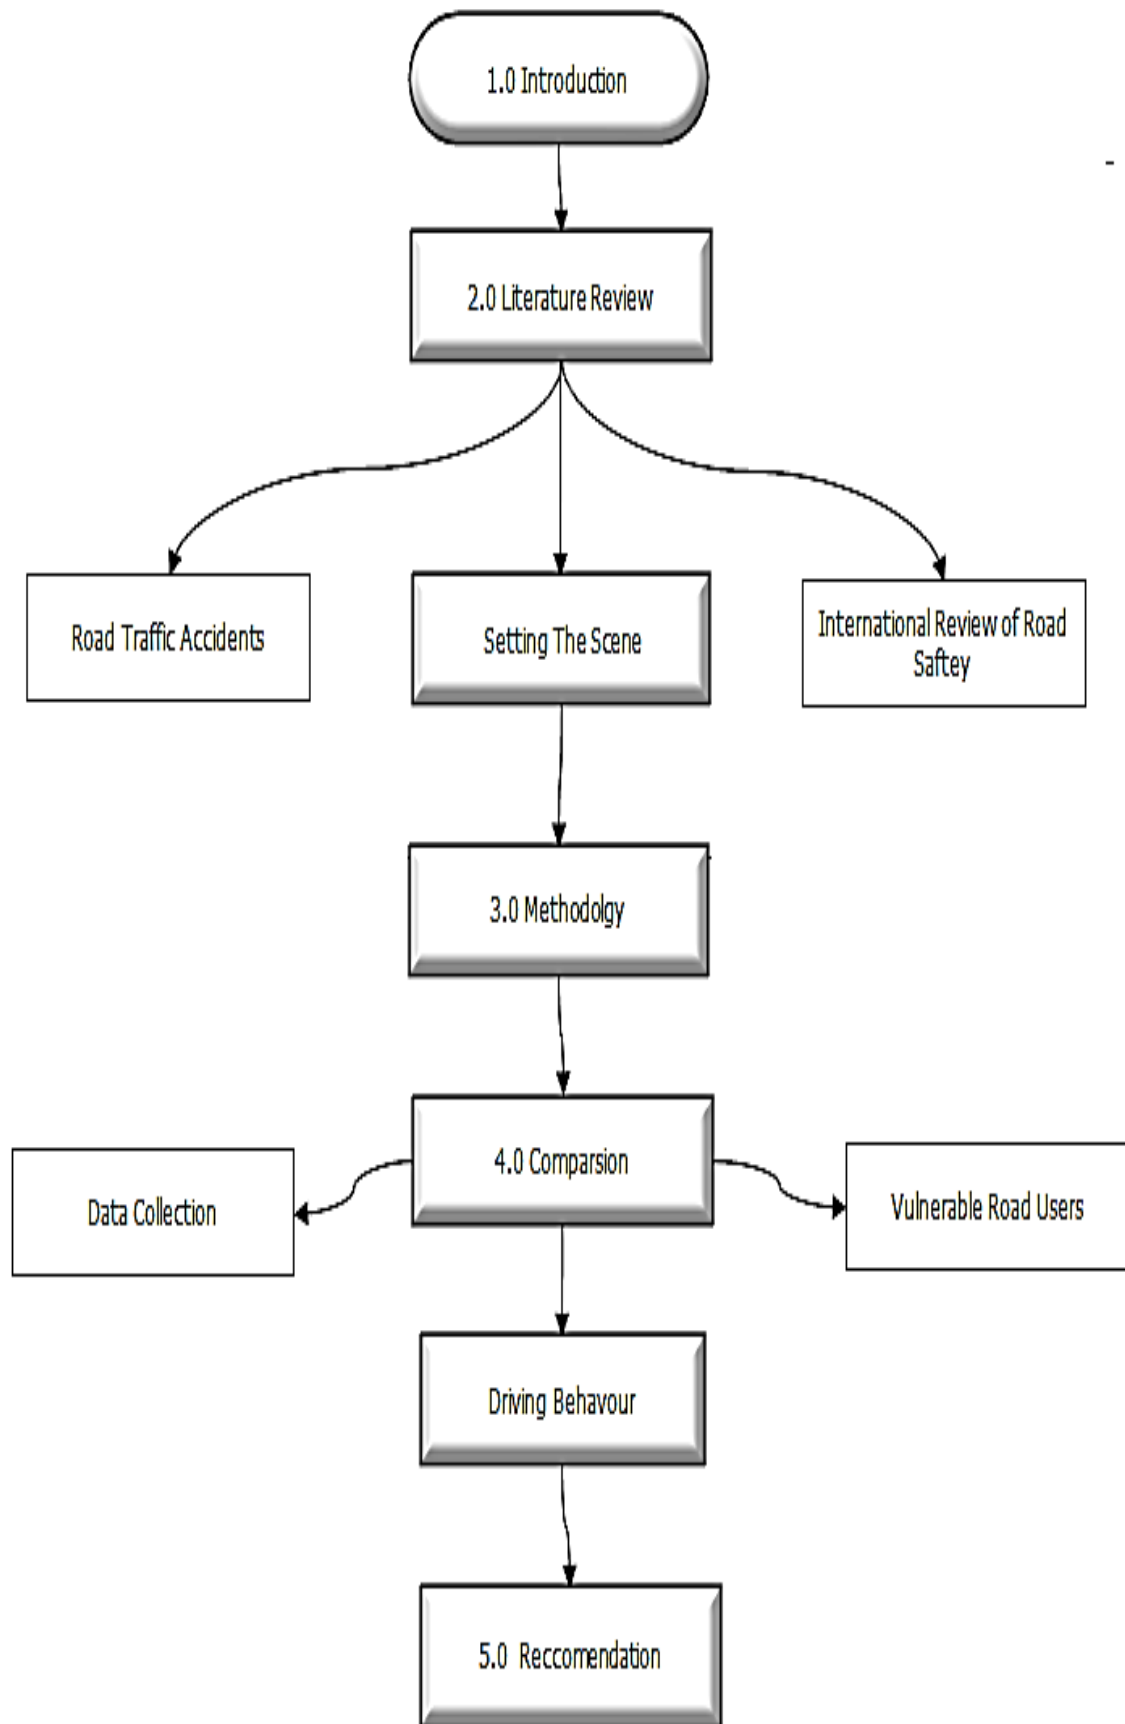 1.0 Introduction
-
2.0 Literature Review
Road Traffic Accidents
Setting The Scene
International Review of Road
Saftey
3.0 Methodolgy
4.0 Comparsion
Data Collection
Vulnerable Road Users
Driving Behavour
5.0 Reccomendation